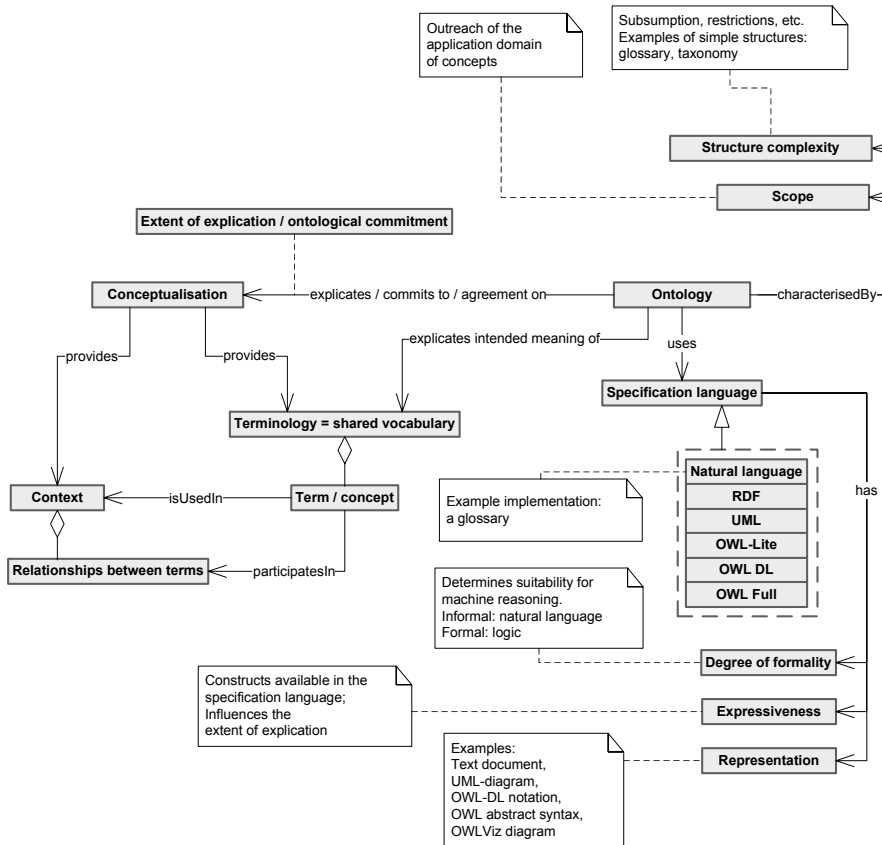 Outreach of the
application domain
of concepts
Subsumption, restrictions, etc.
Examples of simple structures:
glossary, taxonomy
Structure complexity
Scope
Extent of explication / ontological commitment
Conceptualisation
explicates / commits to / agreement on
Ontology
characterisedBy
provides
provides
explicates intended meaning of
uses
Specification language
Terminology = shared vocabulary
Natural language
RDF
UML
OWL-Lite
OWL DL
OWL Full
has
Context
isUsedIn
Term / concept
Example implementation:
a glossary
Relationships between terms
participatesIn
Determines suitability for
machine reasoning.
Informal: natural language
Formal: logic
Degree of formality
Constructs available in the
specification language;
Influences the
extent of explication
Expressiveness
Examples:
Text document,
UML-diagram,
OWL-DL notation,
OWL abstract syntax,
OWLViz diagram
Representation